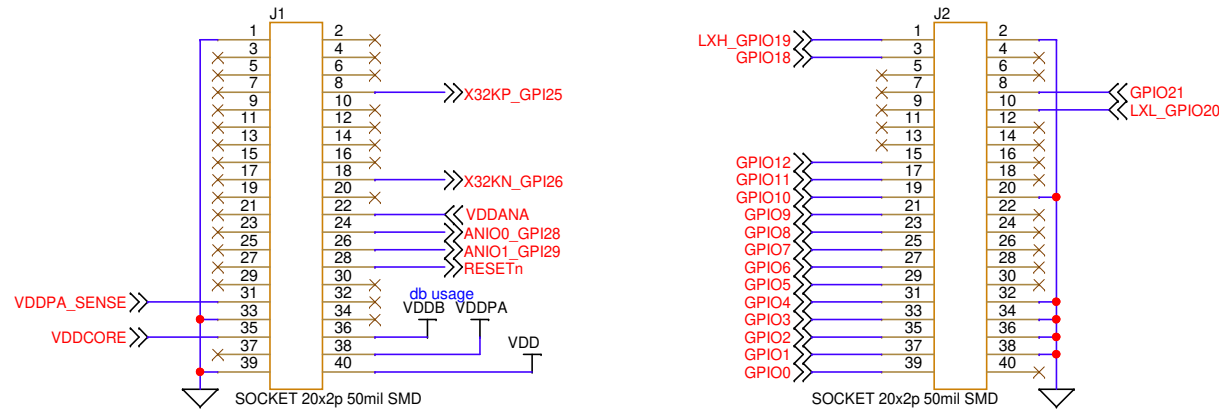 J1
1 2
3 4
5 6
7 8 X32KP_GPI25
9 10
11 12
13 14
15 16
17 18 X32KN_GPI26
19 20
21 22 VDDANA
23 24 ANIO0_GPI28
25 26 ANIO1_GPI29
27 28 RESETn
29 30
db usage
VDDPA_SENSE 31 32 VDDB VDDPA
33 34
VDDCORE 35 36
37 38 VDD
39 40
SOCKET 20x2p 50mil SMD
J2
LXH_GPIO19 1 2
GPIO18 3 4
5 6
7 8 GPIO21
9 10 LXL_GPIO20
11 12
13 14
GPIO12 15 16
GPIO11 17 18
GPIO10 19 20
GPIO9 21 22
GPIO8 23 24
GPIO7 25 26
GPIO6 27 28
GPIO5 29 30
GPIO4 31 32
GPIO3 33 34
GPIO2 35 36
GPIO1 37 38
GPIO0 39 40
SOCKET 20x2p 50mil SMD